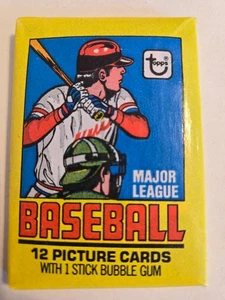 topps
MAJOR
LEAGUE
BASEBALL
12 PICTURE CARDS
WITH 1 STICK BUBBLE GUM